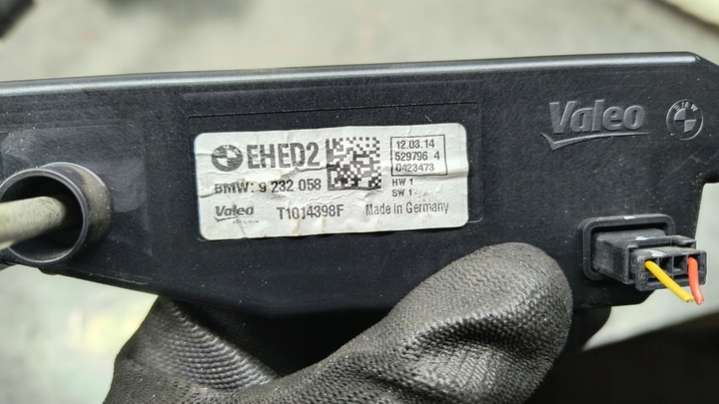 EHED2
BMW: 9 232 058
Valeo T1014398F
12.03.14
529796 4
0423473
HW 1
SW 1
Made in Germany
Valeo
BMW